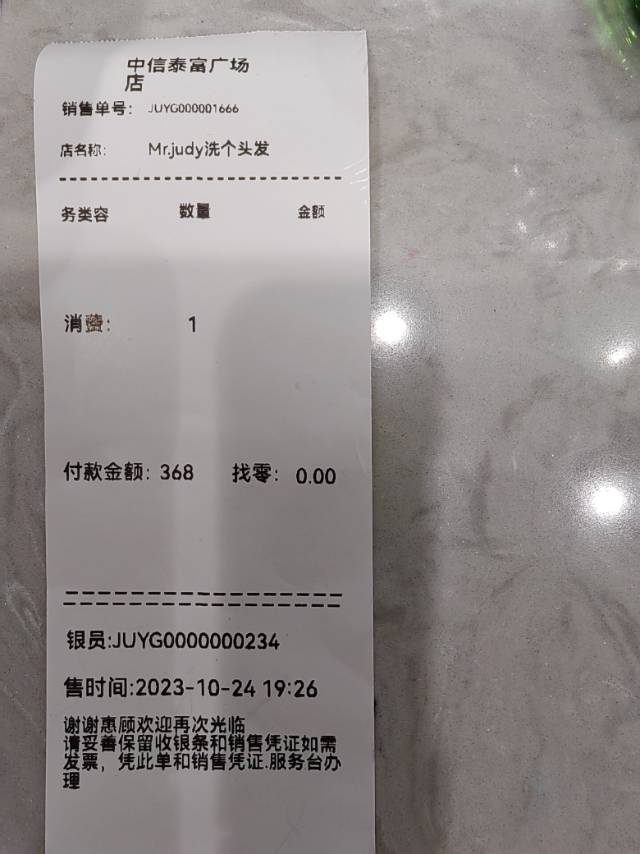 中信泰富广场
店
销售单号： JUYG000001666
店名称： Mr.judy洗个头发
务类容 数量 金额
消费： 1
付款金额：368 找零： 0.00
银员:JUYG0000000234
售时间:2023-10-24 19:26
谢谢惠顾欢迎再次光临
请妥善保留收银条和销售凭证如需
发票，凭此单和销售凭证.服务台办
理